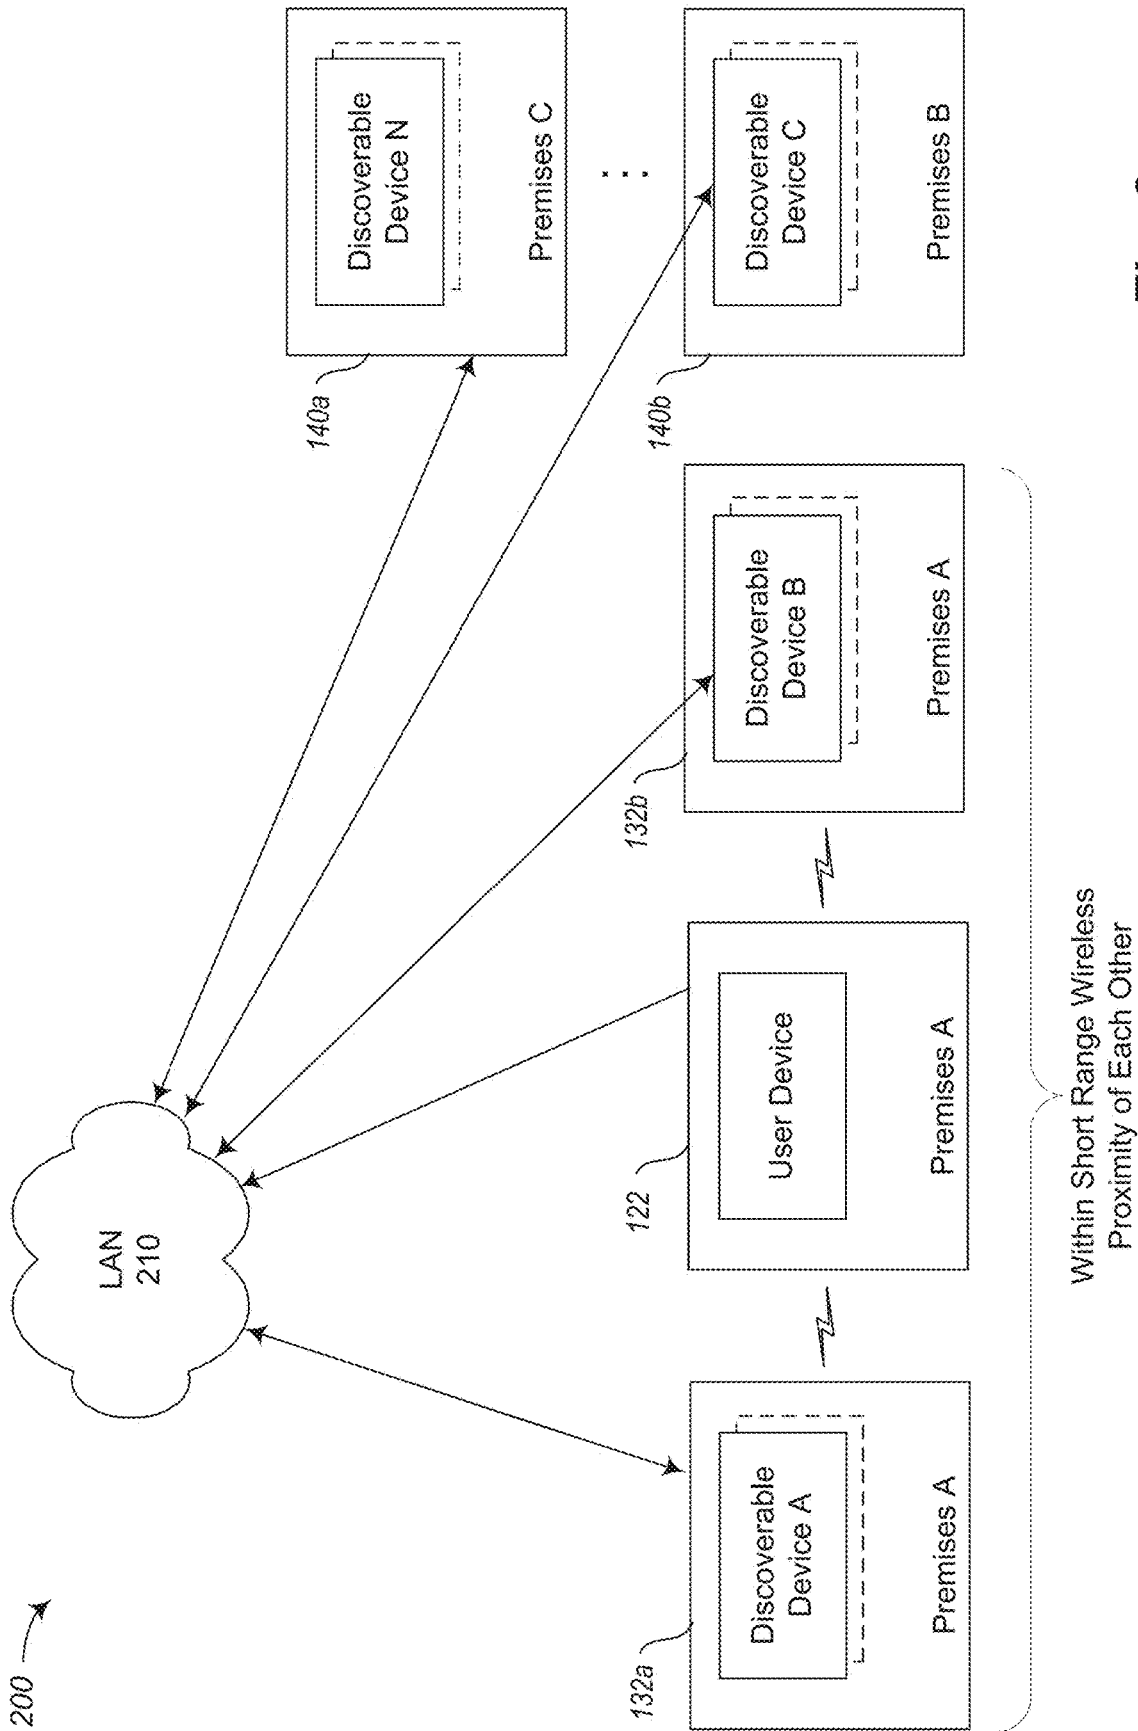 200
LAN
210
140a
Discoverable
Device N
Premises C
...
132a
Discoverable
Device A
Premises A
122
User Device
Premises A
132b
Discoverable
Device B
Premises A
140b
Discoverable
Device C
Premises B
Within Short Range Wireless
Proximity of Each Other